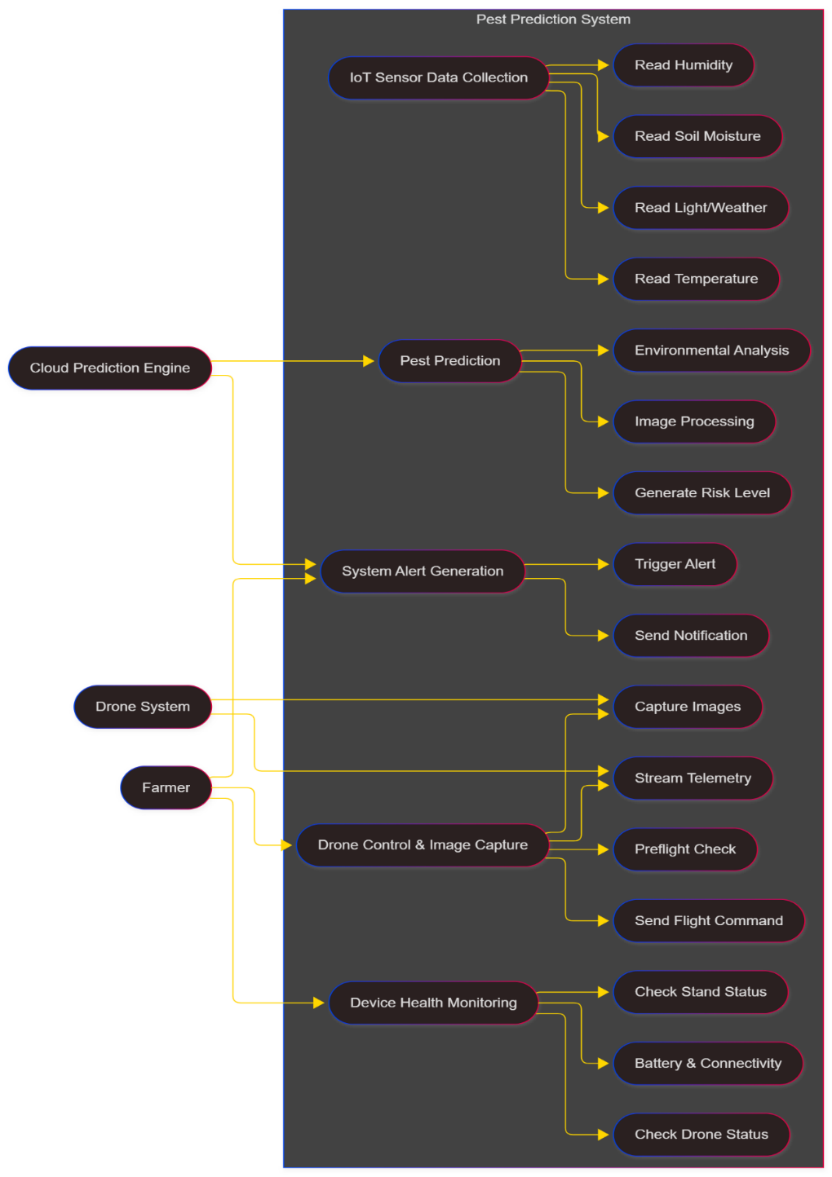 Pest Prediction System
IoT Sensor Data Collection
Read Humidity
Read Soil Moisture
Read Light/Weather
Read Temperature
Cloud Prediction Engine
Pest Prediction
Environmental Analysis
Image Processing
Generate Risk Level
System Alert Generation
Trigger Alert
Send Notification
Drone System
Capture Images
Farmer
Stream Telemetry
Drone Control & Image Capture
Preflight Check
Send Flight Command
Device Health Monitoring
Check Stand Status
Battery & Connectivity
Check Drone Status